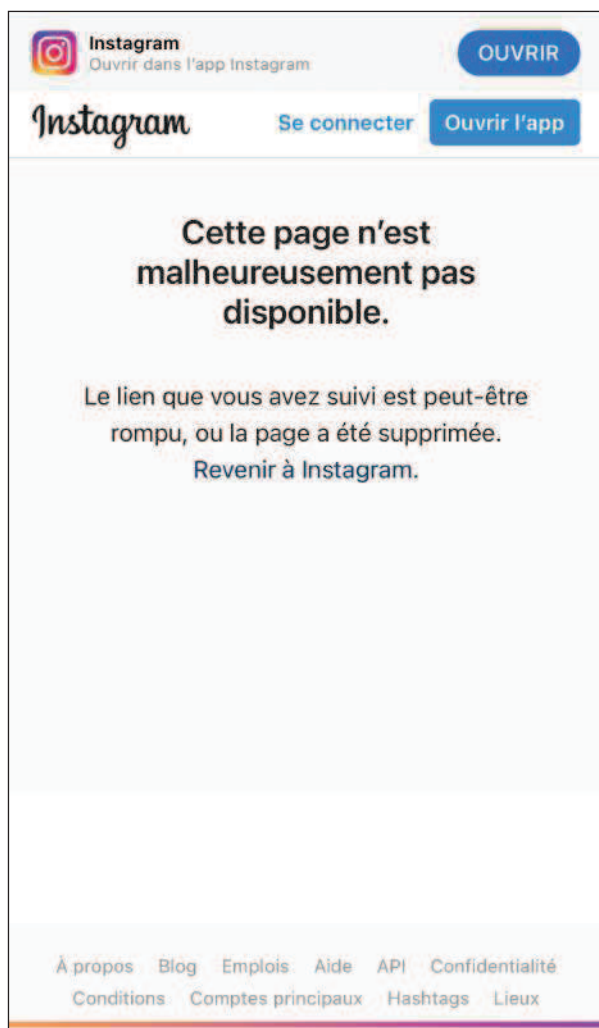 Instagram
Ouvrir dans l'app Instagram
OUVRIR
Instagram
Se connecter
Ouvrir l'app
Cette page n'est
malheureusement pas
disponible.
Le lien que vous avez suivi est peut-être
rompu, ou la page a été supprimée.
Revenir à Instagram.
À propos Blog Emplois Aide API Confidentialité
Conditions Comptes principaux Hashtags Lieux